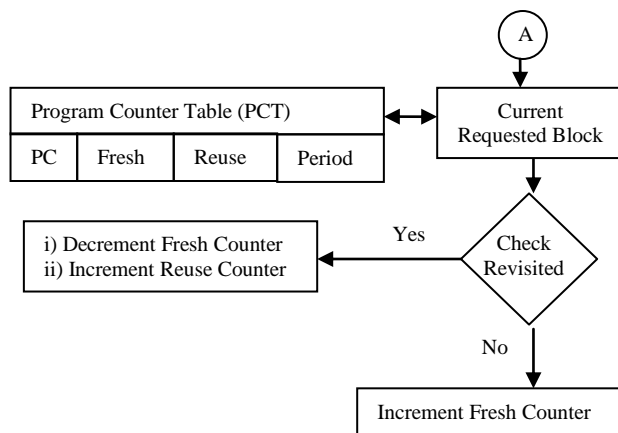 A
Program Counter Table (PCT)
PC Fresh Reuse Period
Current
Requested Block
i) Decrement Fresh Counter
ii) Increment Reuse Counter
Yes
Check
Revisited
No
Increment Fresh Counter